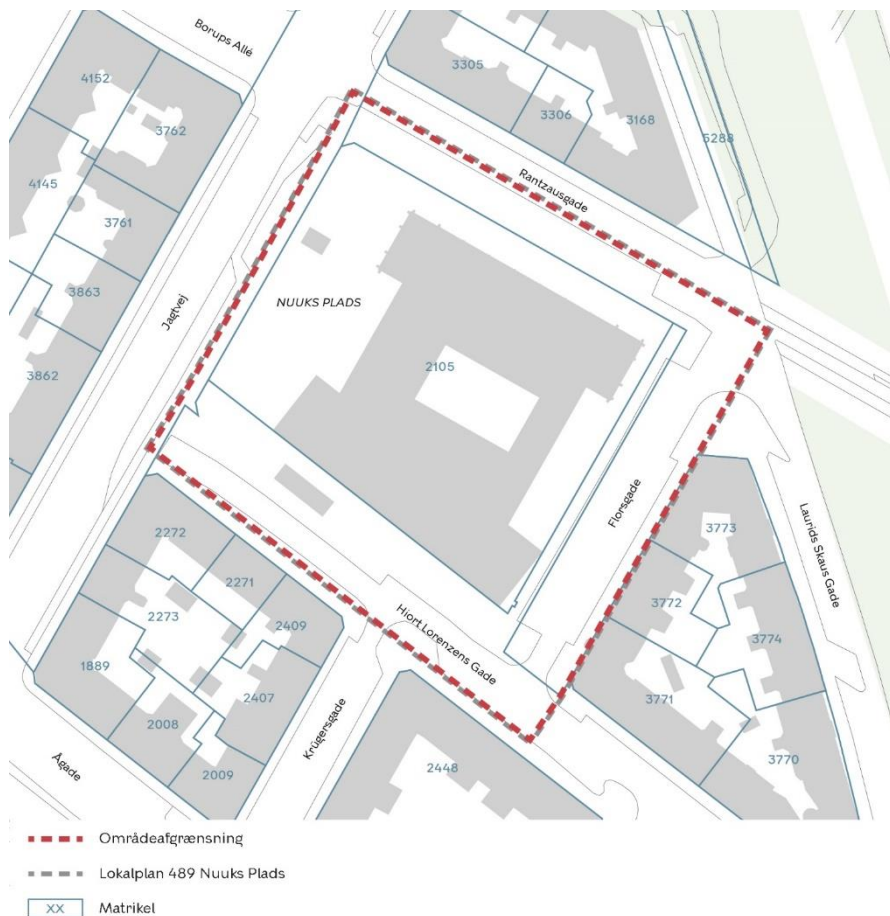 Borups Allé
4152
3762
3305
3306
3168
5288
4145
3761
3863
3862
Jagtvej
Rantzausgade
NUUKS PLADS
2105
Florsgade
Laurids Skaus Gade
2272
2271
2273
2409
1889
2407
2008
2009
Hiort Lorenzens Gade
Krügersgade
Ågade
2448
3773
3772
3774
3771
3770
Områdeafgrænsning
Lokalplan 489 Nuuks Plads
XX Matrikel